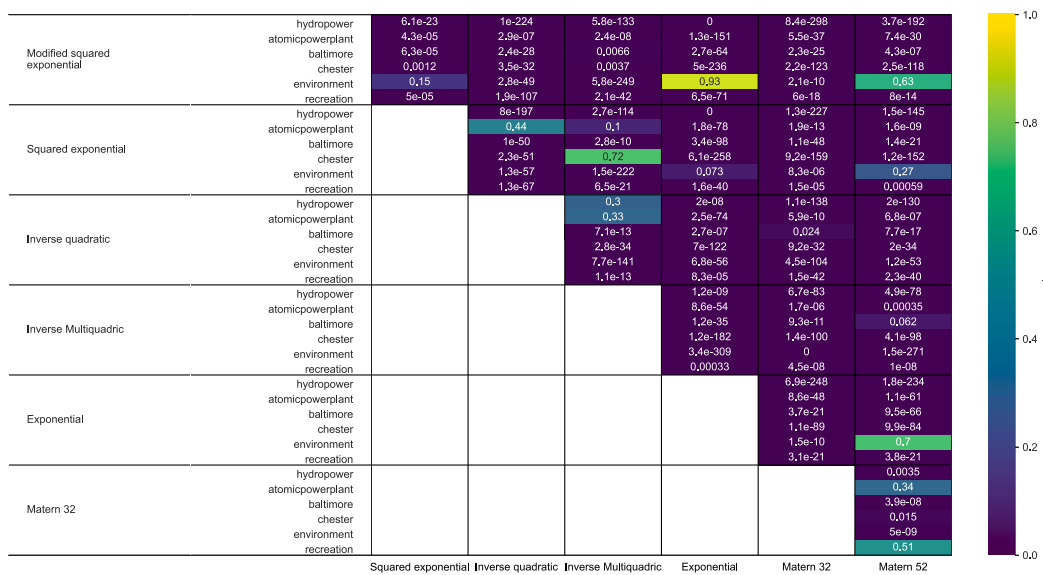 hydropower 6.1e-23 1e-224 5.8e-133 0 8.4e-298 3.7e-192
atomicpowerplant 4.3e-05 2.9e-07 2.4e-08 1.3e-151 5.5e-37 7.4e-30
Modified squared exponential
baltimore 6.3e-05 2.4e-28 0.0066 2.7e-64 2.3e-25 4.3e-07
chester 0.0012 3.5e-32 0.0037 5e-236 2.2e-123 2.5e-118
environment 0.15 2.8e-49 5.8e-249 0.93 2.1e-10 0.63
recreation 5e-05 1.9e-107 2.1e-42 6.5e-71 6e-18 8e-14
hydropower 8e-197 2.7e-114 0 1.3e-227 1.5e-145
atomicpowerplant 0.44 0.1 1.8e-78 1.9e-13 1.6e-09
Squared exponential
baltimore 1e-50 2.8e-10 3.4e-98 1.1e-48 1.4e-21
chester 2.3e-51 0.72 6.1e-258 9.2e-159 1.2e-152
environment 1.3e-57 1.5e-222 0.073 8.3e-06 0.27
recreation 1.3e-67 6.5e-21 1.6e-40 1.5e-05 0.00059
hydropower 0.3 2e-08 1.1e-138 2e-130
atomicpowerplant 0.33 2.5e-74 5.9e-10 6.8e-07
Inverse quadratic
baltimore 7.1e-13 2.7e-07 0.024 7.7e-17
chester 2.8e-34 7e-122 9.2e-32 2e-34
environment 7.7e-141 6.8e-56 4.5e-104 1.2e-53
recreation 1.1e-13 8.3e-05 1.5e-42 2.3e-40
hydropower 1.2e-09 6.7e-83 4.9e-78
atomicpowerplant 8.6e-54 1.7e-06 0.00035
Inverse Multiquadric
baltimore 1.2e-35 9.3e-11 0.062
chester 1.2e-182 1.4e-100 4.1e-98
environment 3.4e-309 0 1.5e-271
recreation 0.00033 4.5e-08 1e-08
hydropower 6.9e-248 1.8e-234
atomicpowerplant 8.6e-48 1.1e-61
Exponential
baltimore 3.7e-21 9.5e-66
chester 1.1e-89 9.9e-84
environment 1.5e-10 0.7
recreation 3.1e-21 3.8e-21
hydropower 0.0035
atomicpowerplant 0.34
Matern 32
baltimore 3.9e-08
chester 0.015
environment 5e-09
recreation 0.51
Squared exponential Inverse quadratic Inverse Multiquadric Exponential Matern 32 Matern 52
1.0
0.8
0.6
0.4
0.2
0.0